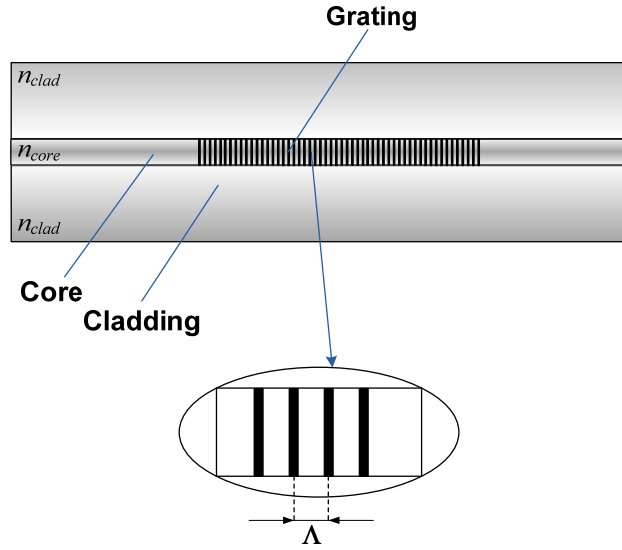 Grating
n_clad
n_core
n_clad
Core
Cladding
Λ